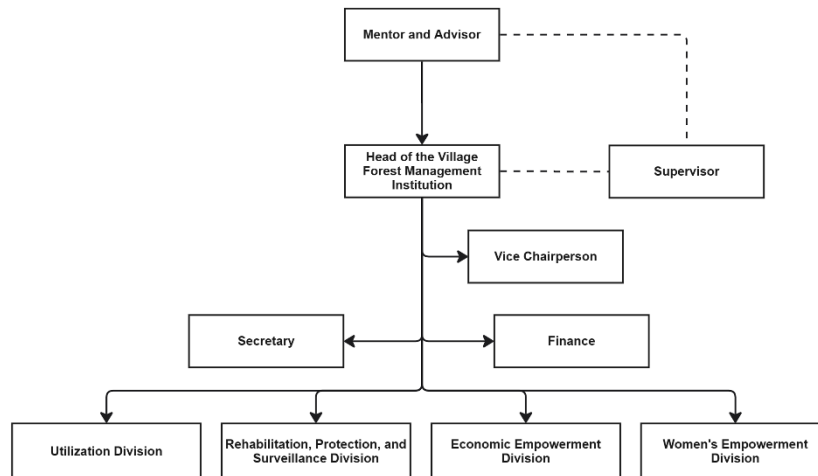 Mentor and Advisor
Head of the Village
Forest Management
Institution
Supervisor
Vice Chairperson
Secretary
Finance
Utilization Division
Rehabilitation, Protection, and
Surveillance Division
Economic Empowerment
Division
Women's Empowerment
Division